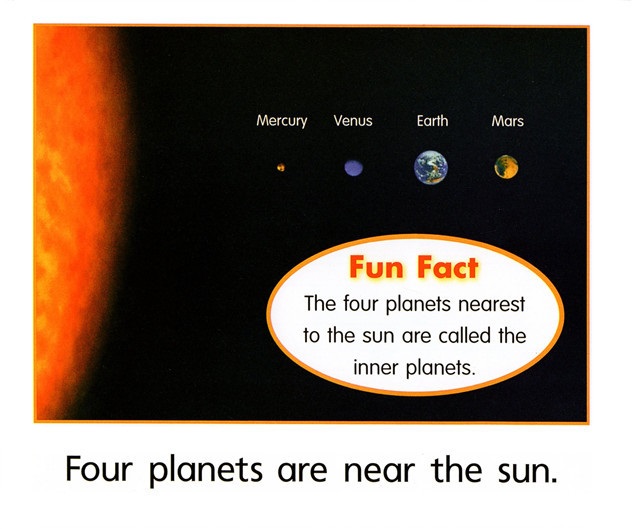 Mercury Venus Earth Mars
Fun Fact
The four planets nearest
to the sun are called the
inner planets.
Four planets are near the sun.